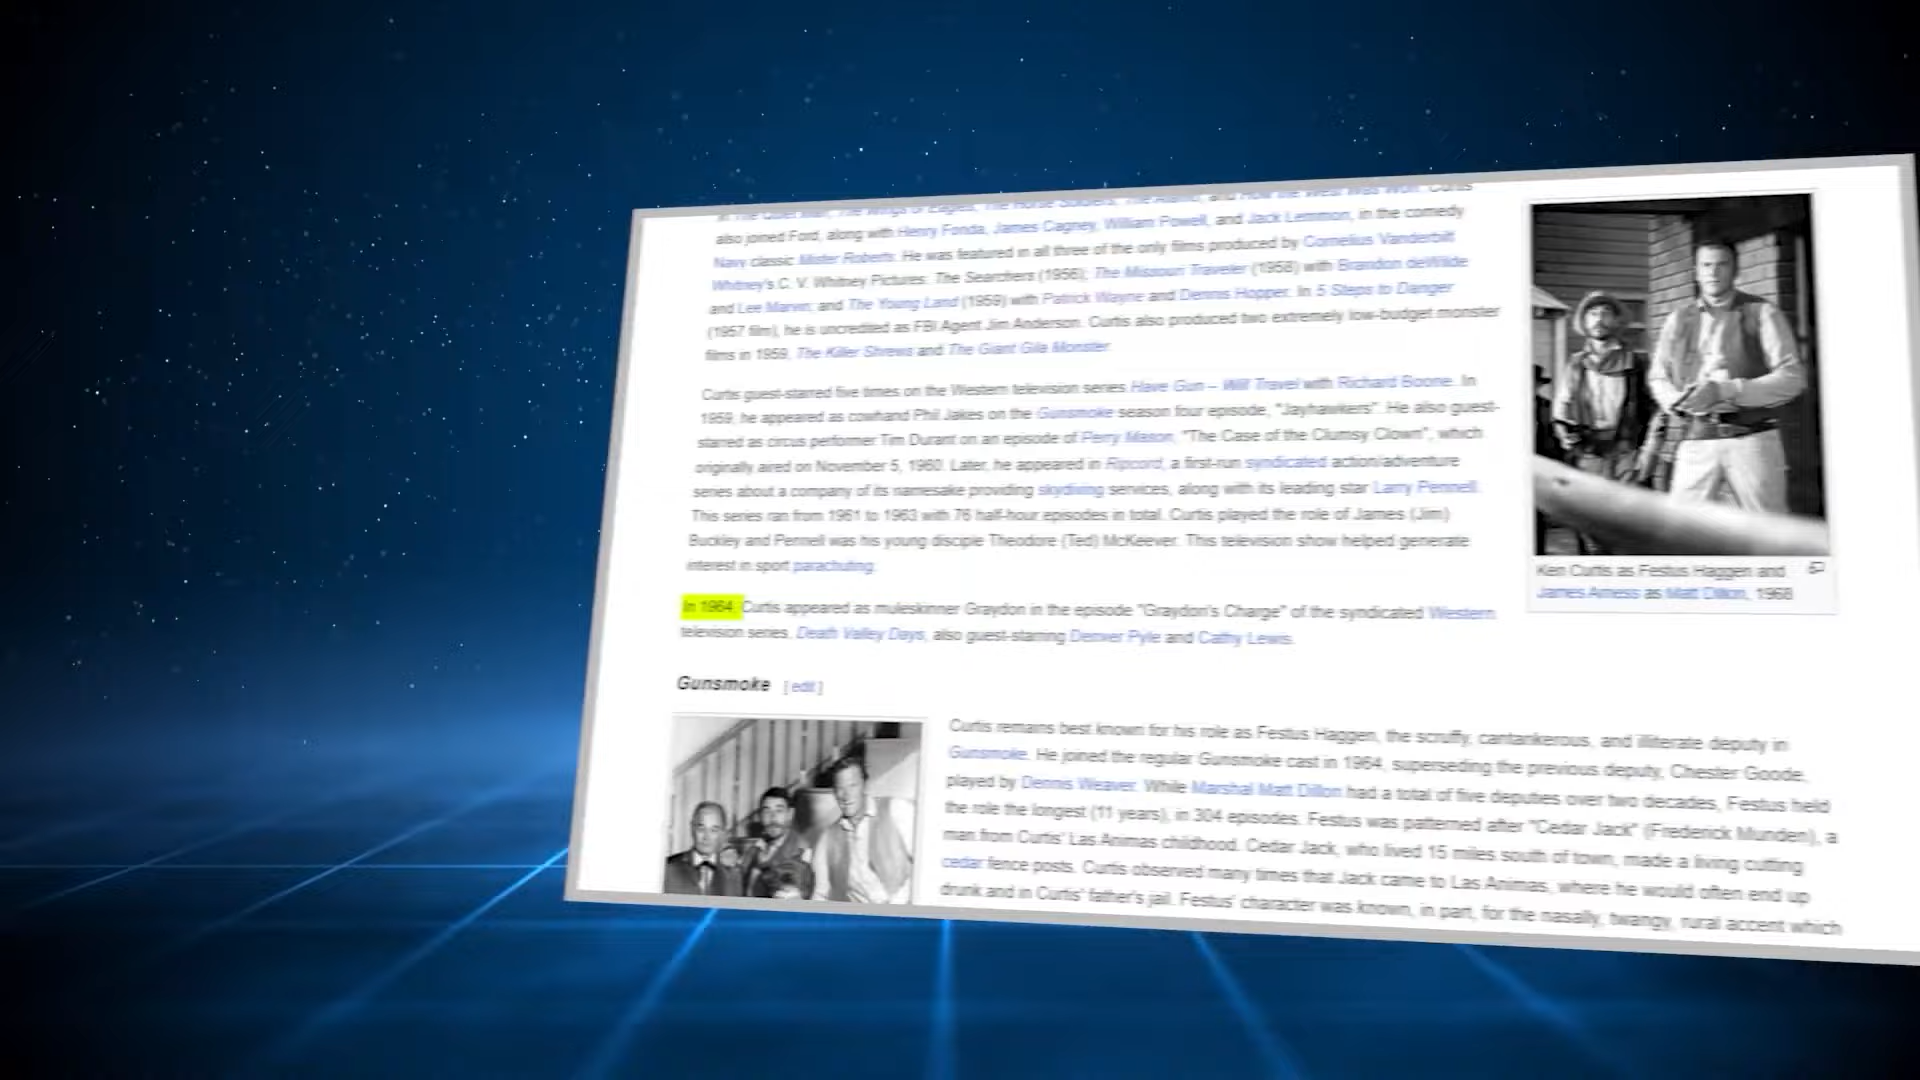 in The Quiet Man, The Wings of Eagles, The Horse Soldiers, The Alamo, and How the West Was Won. Curtis
also joined Ford, along with Henry Fonda, James Cagney, William Powell, and Jack Lemmon, in the comedy
Navy classic Mister Roberts. He was featured in all three of the only films produced by Cornelius Vanderbilt
Whitney's C. V. Whitney Pictures: The Searchers (1956); The Missouri Traveler (1958) with Brandon deWilde
and Lee Marvin; and The Young Land (1959) with Patrick Wayne and Dennis Hopper. In 5 Steps to Danger
(1957 film), he is uncredited as FBI Agent Jim Anderson. Curtis also produced two extremely low-budget monster
films in 1959, The Killer Shrews and The Giant Gila Monster.
Curtis guest-starred five times on the Western television series Have Gun – Will Travel with Richard Boone. In
1959, he appeared as cowhand Phil Jakes on the Gunsmoke season four episode, "Jayhawkers". He also guest-
starred as circus performer Tim Durant on an episode of Perry Mason, "The Case of the Clumsy Clown", which
originally aired on November 5, 1960. Later, he appeared in Ripcord, a first-run syndicated action/adventure
series about a company of its namesake providing skydiving services, along with its leading star Larry Pennell.
This series ran from 1961 to 1963 with 76 half-hour episodes in total. Curtis played the role of James (Jim)
Buckley and Pennell was his young disciple Theodore (Ted) McKeever. This television show helped generate
interest in sport parachuting.
In 1964, Curtis appeared as muleskinner Graydon in the episode "Graydon's Charge" of the syndicated Western
television series, Death Valley Days, also guest-starring Denver Pyle and Cathy Lewis.
Ken Curtis as Festus Haggen and
James Arness as Matt Dillon, 1968
Gunsmoke [ edit ]
Curtis remains best known for his role as Festus Haggen, the scruffy, cantankerous, and illiterate deputy in
Gunsmoke. He joined the regular Gunsmoke cast in 1964, superseding the previous deputy, Chester Goode,
played by Dennis Weaver. While Marshal Matt Dillon had a total of five deputies over two decades, Festus held
the role the longest (11 years), in 304 episodes. Festus was patterned after "Cedar Jack" (Frederick Munden), a
man from Curtis' Las Animas childhood. Cedar Jack, who lived 15 miles south of town, made a living cutting
cedar fence posts. Curtis observed many times that Jack came to Las Animas, where he would often end up
drunk and in Curtis' father's jail. Festus' character was known, in part, for the nasally, twangy, rural accent which